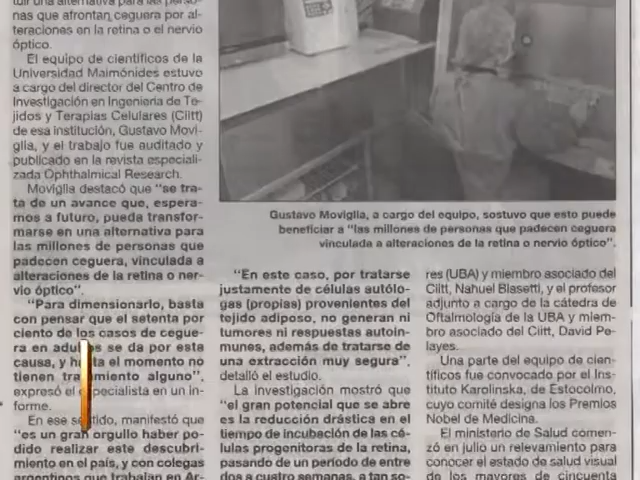 tuir una alternativa para las perso-
nas que afrontan ceguera por al-
teraciones en la retina o el nervio
óptico.
El equipo de científicos de la
Universidad Maimónides estuvo
a cargo del director del Centro de
Investigación en Ingeniería de Te-
jidos y Terapias Celulares (Ciitt)
de esa institución, Gustavo Movi-
glia, y el trabajo fue auditado y
publicado en la revista especiali-
zada Ophthalmical Research.
Moviglia destacó que "se tra-
ta de un avance que, espera-
mos a futuro, pueda transfor-
marse en una alternativa para
las millones de personas que
padecen ceguera, vinculada a
alteraciones de la retina o ner-
vio óptico".
"Para dimensionarlo, basta
con pensar que el setenta por
ciento de los casos de cegue-
ra en adultos se da por esta
causa, y hasta el momento no
tienen tratamiento alguno",
expresó el especialista en un in-
forme.
En ese sentido, manifestó que
"es un gran orgullo haber po-
dido realizar este descubri-
miento en el país, y con colegas
argentinos que trabajan en Ar-
Gustavo Moviglia, a cargo del equipo, sostuvo que esto puede
beneficiar a "las millones de personas que padecen ceguera
vinculada a alteraciones de la retina o nervio óptico".
"En este caso, por tratarse
justamente de células autólo-
gas (propias) provenientes del
tejido adiposo, no generan ni
tumores ni respuestas autoin-
munes, además de tratarse de
una extracción muy segura",
detalló el estudio.
La investigación mostró que
"el gran potencial que se abre
es la reducción drástica en el
tiempo de incubación de las cé-
lulas progenitoras de la retina,
pasando de un período de entre
dos a cuatro semanas, a tan so-
res (UBA) y miembro asociado del
Ciitt, Nahuel Blasetti, y el profesor
adjunto a cargo de la cátedra de
Oftalmología de la UBA y miem-
bro asociado del Ciitt, David Pe-
layes.
Una parte del equipo de cien-
tíficos fue convocado por el Insti-
tuto Karolinska, de Estocolmo,
cuyo comité designa los Premios
Nobel de Medicina.
El ministerio de Salud comen-
zó en julio un relevamiento para
conocer el estado de salud visual
de los mayores de cincuenta